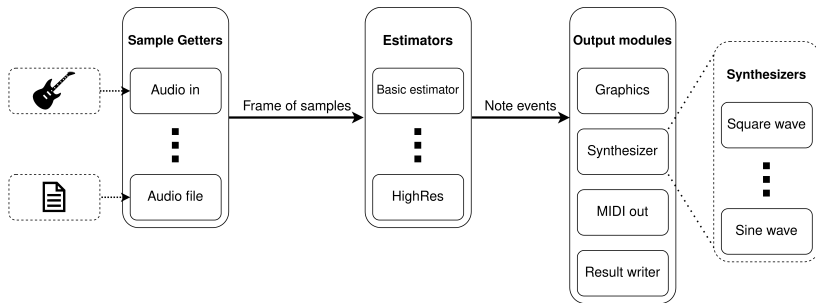 Sample Getters
Audio in
Audio file
Frame of samples
Estimators
Basic estimator
HighRes
Note events
Output modules
Graphics
Synthesizer
MIDI out
Result writer
Synthesizers
Square wave
Sine wave